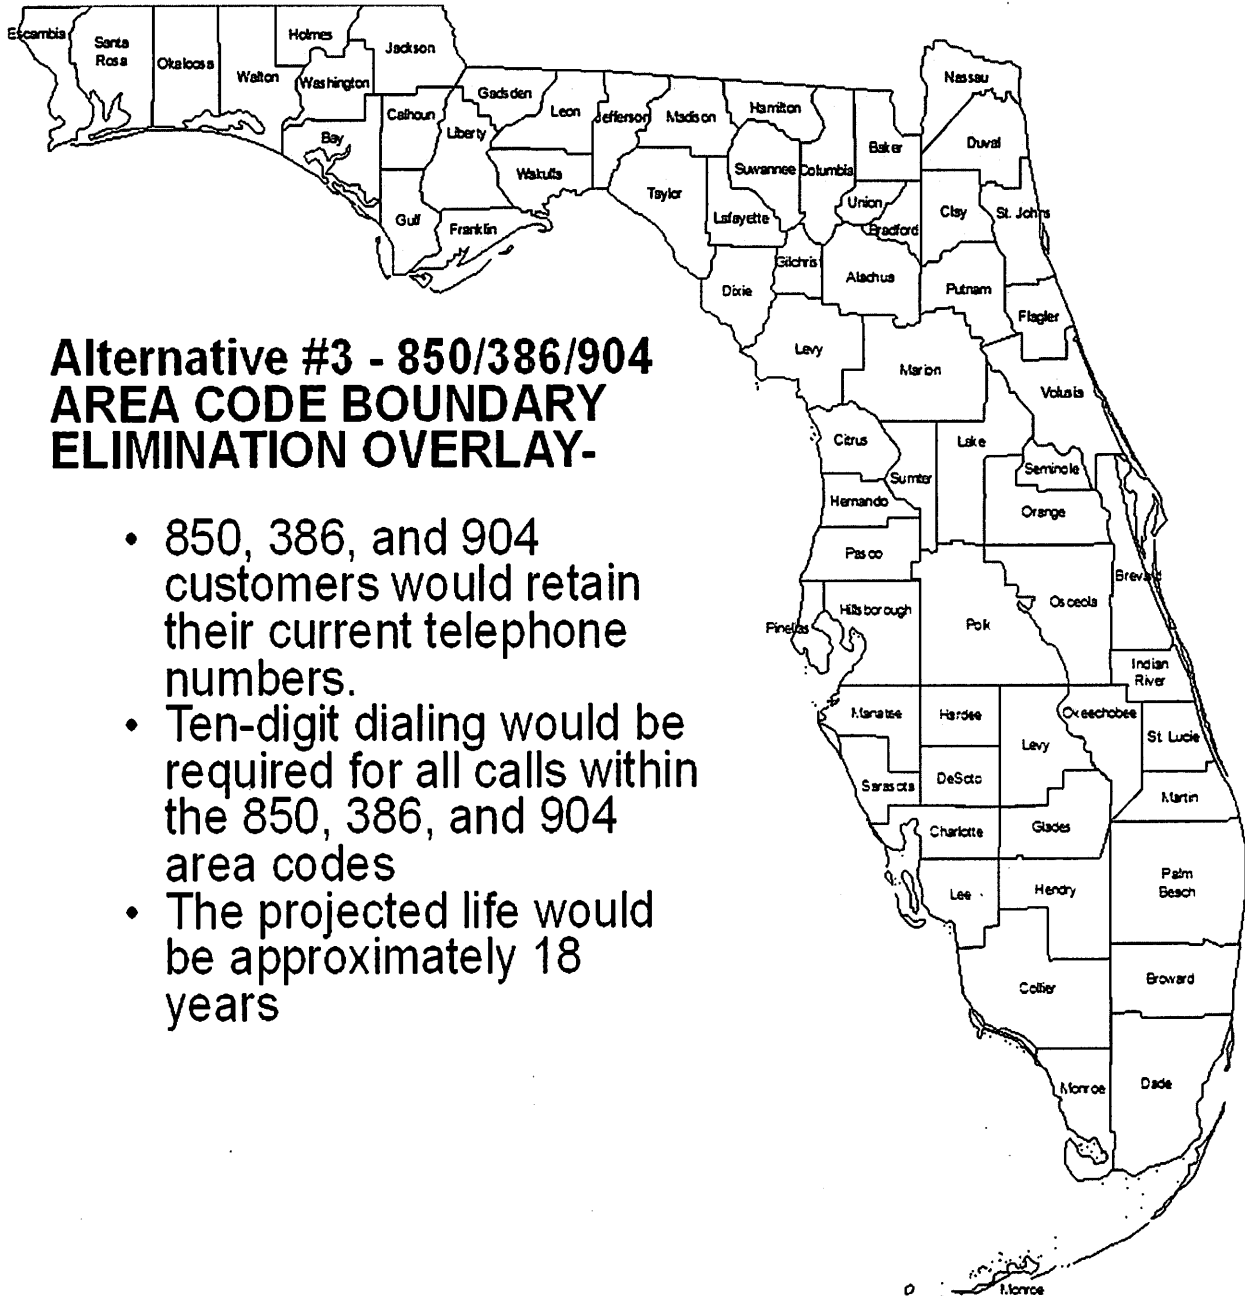 Escambia
Santa
Rosa
Okaloosa
Walton
Holmes
Washington
Jackson
Bay
Calhoun
Gulf
Liberty
Gadsden
Franklin
Leon
Wakulla
Jefferson
Madison
Taylor
Hamilton
Suwannee
Lafayette
Columbia
Dixie
Gilchris
Baker
Union
Bradford
Alachua
Nassau
Duval
Clay
St. Johns
Putnam
Flagler
Levy
Marion
Volusia
Citrus
Sumter
Lake
Seminole
Orange
Hernando
Pasco
Pinellas
Hillsborough
Polk
Osceola
Brevard
Indian
River
Manatee
Hardee
Levy
Okeechobee
St. Lucie
Sarasota
DeSoto
Martin
Charlotte
Glades
Lee
Hendry
Palm
Beach
Collier
Broward
Monroe
Dade
Monroe
Alternative #3 - 850/386/904
AREA CODE BOUNDARY
ELIMINATION OVERLAY-
• 850, 386, and 904
customers would retain
their current telephone
numbers.
• Ten-digit dialing would be
required for all calls within
the 850, 386, and 904
area codes
• The projected life would
be approximately 18
years